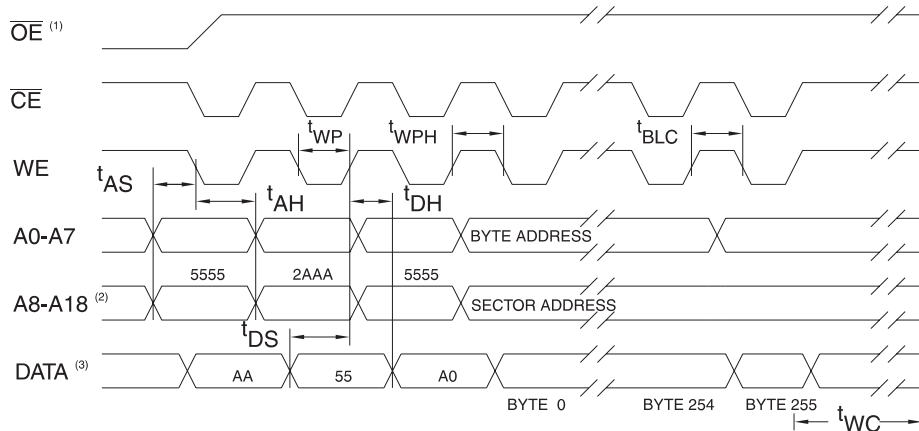 OE (1)
CE
tWP
tWPH
tBLC
WE
tAS
tAH
tDH
A0-A7
BYTE ADDRESS
5555
2AAA
5555
A8-A18 (2)
SECTOR ADDRESS
tDS
DATA (3)
AA
55
A0
BYTE 0
BYTE 254
BYTE 255
tWC